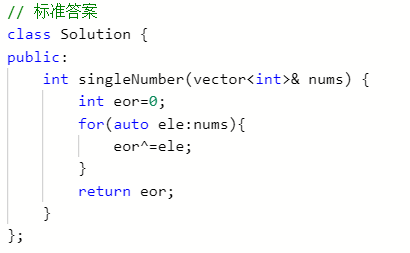 // 标准答案
class Solution {
public:
    int singleNumber(vector<int>& nums) {
        int eor=0;
        for(auto ele:nums){
            eor^=ele;
        }
        return eor;
    }
};